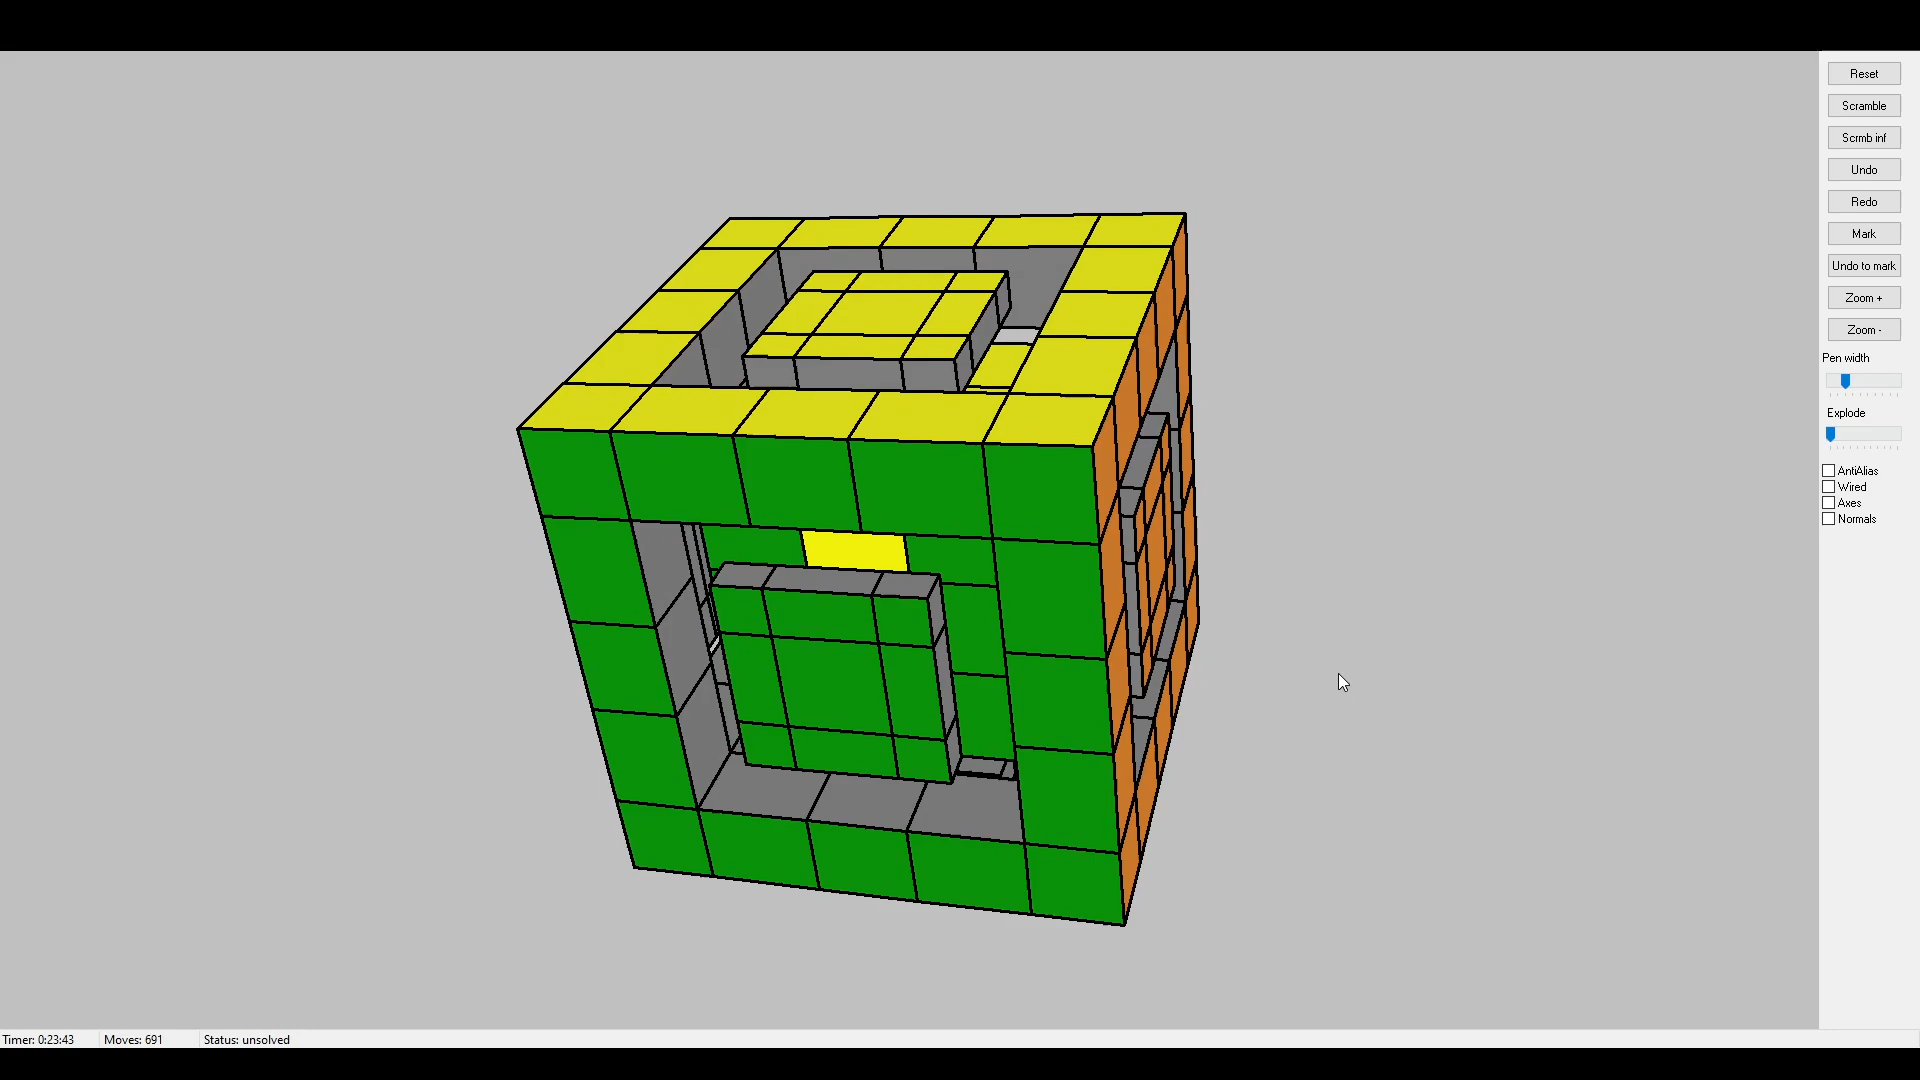 Reset
Scramble
Scrmb inf
Undo
Redo
Mark
Undo to mark
Zoom +
Zoom -
Pen width
Explode
AntiAlias
Wired
Axes
Normals
Timer: 0:23:43 Moves: 691 Status: unsolved